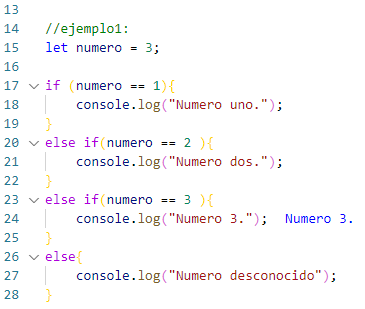 13
14 //ejemplo1:
15 let numero = 3;
16
17 if (numero == 1){
18 console.log("Numero uno.");
19 }
20 else if(numero == 2 ){
21 console.log("Numero dos.");
22 }
23 else if(numero == 3 ){
24 console.log("Numero 3."); Numero 3.
25 }
26 else{
27 console.log("Numero desconocido");
28 }